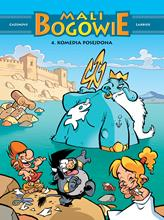 CAZENOVE
MALI
BOGOWIE
LARBIER
4. KOMEDIA POSEJDONA